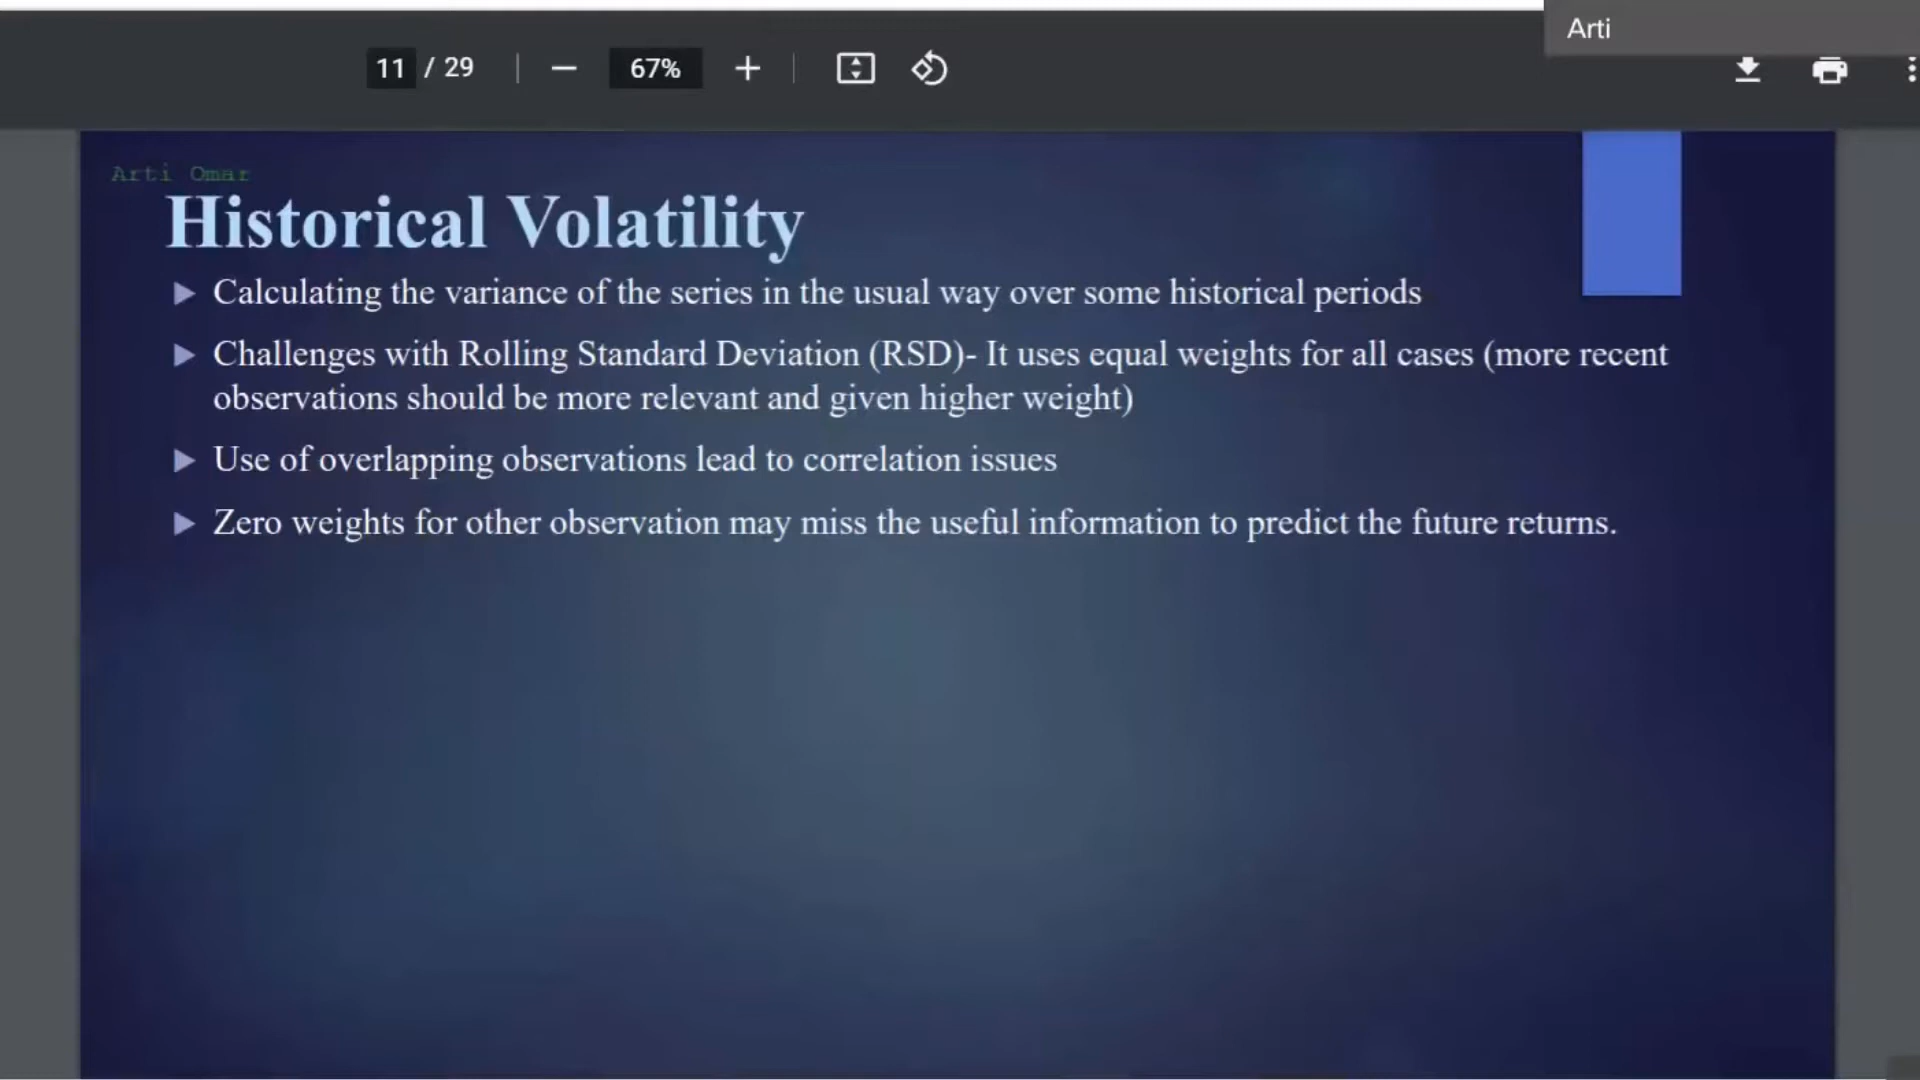 Arti
11 / 29
67%
Arti Omar
Historical Volatility
Calculating the variance of the series in the usual way over some historical periods
Challenges with Rolling Standard Deviation (RSD)- It uses equal weights for all cases (more recent
observations should be more relevant and given higher weight)
Use of overlapping observations lead to correlation issues
Zero weights for other observation may miss the useful information to predict the future returns.